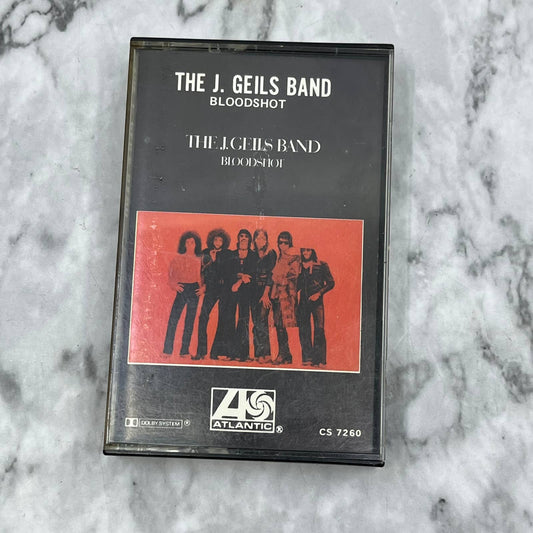 THE J. GEILS BAND
BLOODSHOT
THE J. GEILS BAND
BLOODSHOT
DOLBY SYSTEM ®
ATLANTIC ®
CS 7260